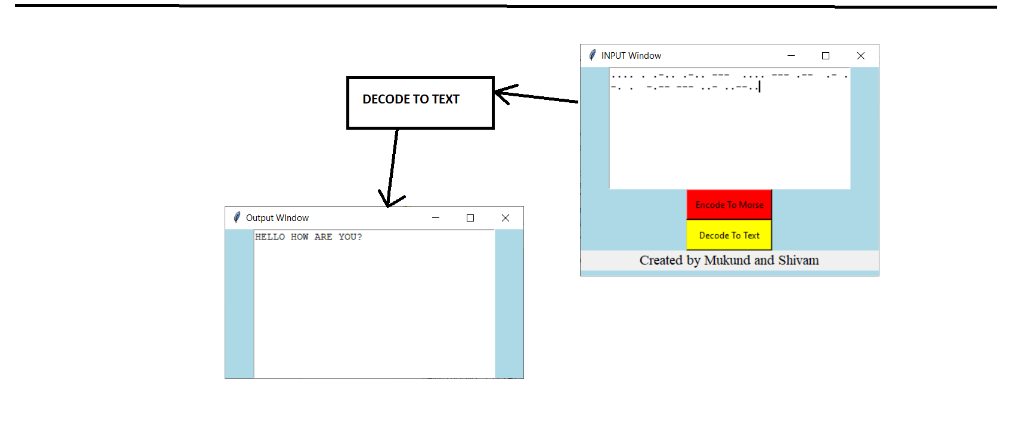 INPUT Window
.... . .-.. .-.. ---  .... --- .--  .- .
-. .  -.-- --- ..- ..--..
DECODE TO TEXT
Encode To Morse
Decode To Text
Created by Mukund and Shivam
Output WIndow
HELLO HOW ARE YOU?